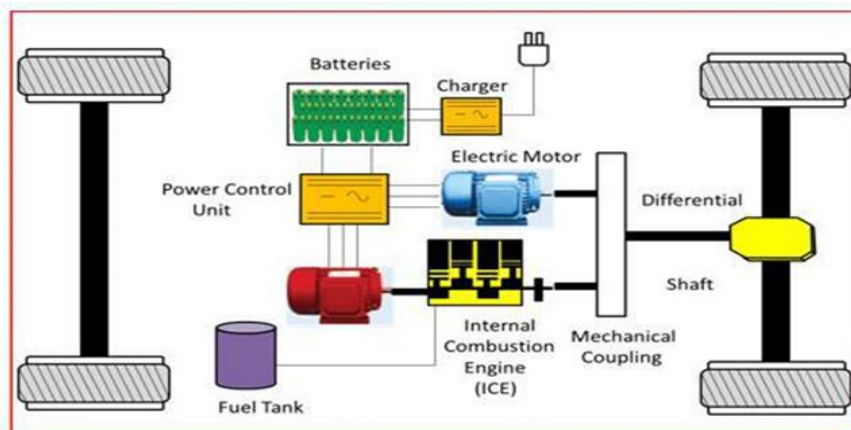 Batteries
Charger
Electric Motor
Power Control
Unit
Differential
Shaft
Internal
Combustion
Engine
(ICE)
Mechanical
Coupling
Fuel Tank